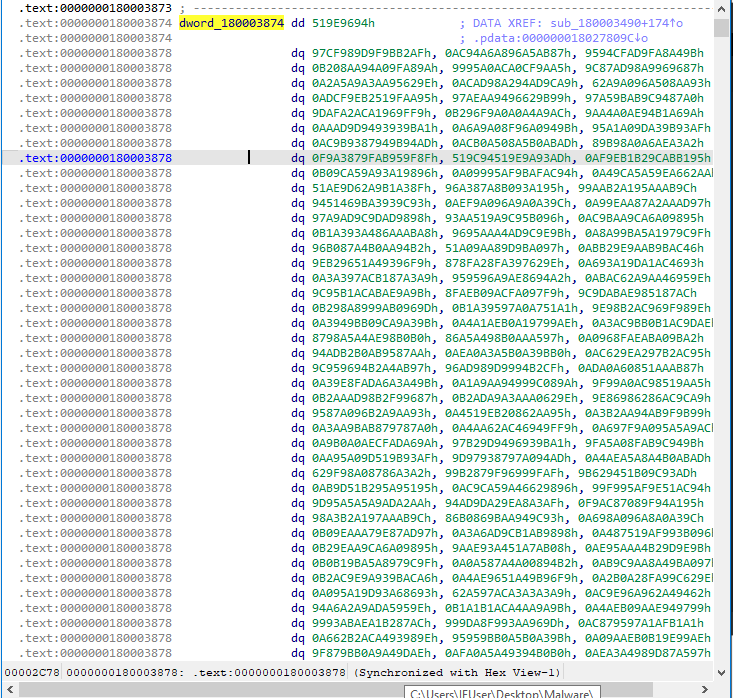 .text:0000000180003873 ; ----------------------------------------------------------------
.text:0000000180003874 dword_180003874 dd 519E9694h ; DATA XREF: sub_180003490+174↑o
.text:0000000180003874 ; .pdata:000000018027809C↓o
.text:0000000180003878 dq 97CF989D9F9BB2AFh, 0AC94A6A896A5AB87h, 9594CFAD9FA8A49Bh
.text:0000000180003878 dq 0B208AA94A09FA89Ah, 9995A0ACA0CF9AA5h, 9C87AD98A9969687h
.text:0000000180003878 dq 0A2A5A9A3AA95629Eh, 0ACAD98A294AD9CA9h, 62A9A096A508AA93h
.text:0000000180003878 dq 0ADCF9EB2519FAA95h, 97AEAA9496629B99h, 97A59BAB9C9487A0h
.text:0000000180003878 dq 9DAFA2ACA1969FF9h, 0B296F9A0A0A4A9ACh, 9AA4A0AE94B1A69Ah
.text:0000000180003878 dq 0AAAD9D9493939BA1h, 0A6A9A08F96A0949Bh, 95A1A09DA39B93AFh
.text:0000000180003878 dq 0AC9B9387949B94ADh, 0ACB0A508A5B0ABADh, 89B98A0A6AEA3A2h
.text:0000000180003878 dq 0F9A3879FAB959F8Fh, 519C94519E9A93ADh, 0AF9EB1B29CABB195h
.text:0000000180003878 dq 0B09CA59A93A19896h, 0A09995AF9BAFAC94h, 0A49CA5A59EA662AA
.text:0000000180003878 dq 51AE9D62A9B1A38Fh, 96A387A8B093A195h, 99AAB2A195AAAB9Ch
.text:0000000180003878 dq 9451469BA3939C93h, 0AEF9A096A9A0A39Ch, 0A99EAA87A2AAAD97h
.text:0000000180003878 dq 97A9AD9C9DAD9898h, 93AA519A9C95B096h, 0AC9BAA9CA6A09895h
.text:0000000180003878 dq 0B1A393A486AAABA8h, 9695AAA4AD9C9E9Bh, 0A8A99BA5A1979C9Fh
.text:0000000180003878 dq 96B087A4B0AA94B2h, 51A09AA89D9BA097h, 0ABB29E9AAB9BAC46h
.text:0000000180003878 dq 9EB29651A49396F9h, 878FA28FA397629Eh, 0A693A19DA1AC4693h
.text:0000000180003878 dq 0A3A397ACB187A3A9h, 959596A9AE8694A2h, 0ABAC62A9AA46959Eh
.text:0000000180003878 dq 9C95B1ACABAE9A9Bh, 8FAEB09ACFA097F9h, 9C9DABAE985187ACh
.text:0000000180003878 dq 0B298A8999AB0969Dh, 0B1A39597A0A751A1h, 9E98B2AC969F989Eh
.text:0000000180003878 dq 0A3949BB09CA9A39Bh, 0A4A1AEB0A19799AEh, 0A3AC9BB0B1AC9DAE
.text:0000000180003878 dq 8798A5A4AE98B0B0h, 86A5A498B0AAA597h, 0A0968FAEABA09BA2h
.text:0000000180003878 dq 94ADB2B0AB9587AAh, 0AEA0A3A5B0A39BB0h, 0AC629EA297B2AC95h
.text:0000000180003878 dq 9C959694B2A4AB97h, 96AD989D9994B2CFh, 0ADA0A60851AAAB87h
.text:0000000180003878 dq 0A39E8FADA6A3A49Bh, 0A1A9AA94999C089Ah, 9F99A0AC98519AA5h
.text:0000000180003878 dq 0B2AAAD98B2F99687h, 0B2ADA9A3AAA0629Eh, 9E86986286AC9CA9h
.text:0000000180003878 dq 9587A096B2A9AA93h, 0A4519EB20862AA95h, 0A3B2AA94AB9F9B99h
.text:0000000180003878 dq 0A3AA9BAB879787A0h, 0A4AA62AC46949FF9h, 0A697F9A095A5A9AC
.text:0000000180003878 dq 0A9B0A0AECFADA69Ah, 97B29D9496939BA1h, 9FA5A08FAB9C949Bh
.text:0000000180003878 dq 0AA95A09D519B93AFh, 9D97938797A094ADh, 0A4AEA5A8A4B0ABADh
.text:0000000180003878 dq 629F98A08786A3A2h, 99B2879F96999FAFh, 9B629451B09C93ADh
.text:0000000180003878 dq 0AB9D51B295A95195h, 0AC9CA59A46629896h, 99F995AF9E51AC94h
.text:0000000180003878 dq 9D95A5A5A9ADA2AAh, 94AD9DA29EA8A3AFh, 0F9AC87089F94A195h
.text:0000000180003878 dq 98A3B2A197AAAB9Ch, 86B0869BAA949C93h, 0A698A096A8A0A39Ch
.text:0000000180003878 dq 0B09EAAA79E87AD97h, 0A3A6AD9CB1AB9898h, 0A487519AF993B096
.text:0000000180003878 dq 0B29EAA9CA6A09895h, 9AAE93A451A7AB08h, 0AE95AAA4B29D9E9Bh
.text:0000000180003878 dq 0B0B19BA5A8979C9Fh, 0A0A587A4A00894B2h, 0AB9C9AA8A49BA097
.text:0000000180003878 dq 0B2AC9E9A939BACA6h, 0A4AE9651A49B96F9h, 0A2B0A28FA99C629E
.text:0000000180003878 dq 0A095A19D93A68693h, 62A597ACA3A3A3A9h, 0AC9E96A962A49462h
.text:0000000180003878 dq 94A6A2A9ADA5959Eh, 0B1A1B1ACA4AA9A9Bh, 0A4AEB09AAE949799h
.text:0000000180003878 dq 9993ABAEA1B287ACh, 999DA8F993AA969Dh, 0AC879597A1AFB1A1h
.text:0000000180003878 dq 0A662B2ACA493989Eh, 95959BB0A5B0A39Bh, 0A09AAEB0B19E99AE
.text:0000000180003878 dq 9F879BB0A9A49DAEh, 0AFA0A5A49394B0B0h, 0AEA3A4989D87A597h
00002C78 0000000180003878: .text:0000000180003878 (Synchronized with Hex View-1)
C:\Users\IEUser\Desktop\Malware\